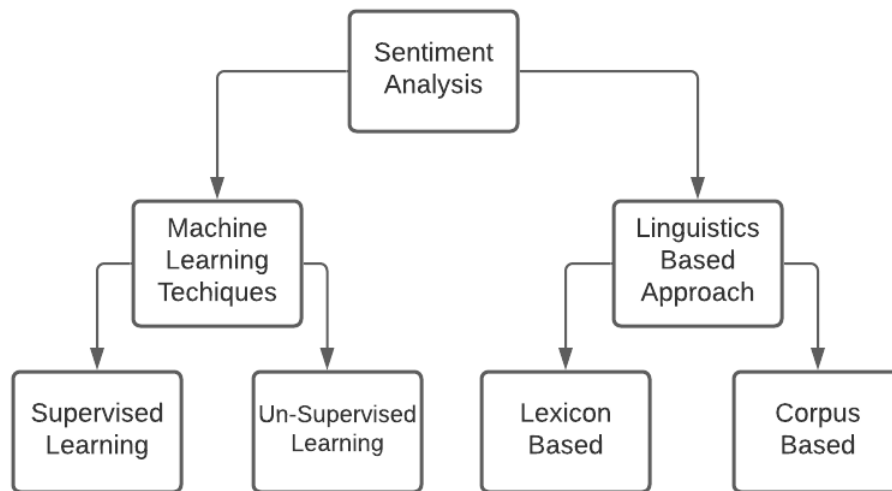 Sentiment
Analysis
Machine
Learning
Techiques
Linguistics
Based
Approach
Supervised
Learning
Un-Supervised
Learning
Lexicon
Based
Corpus
Based